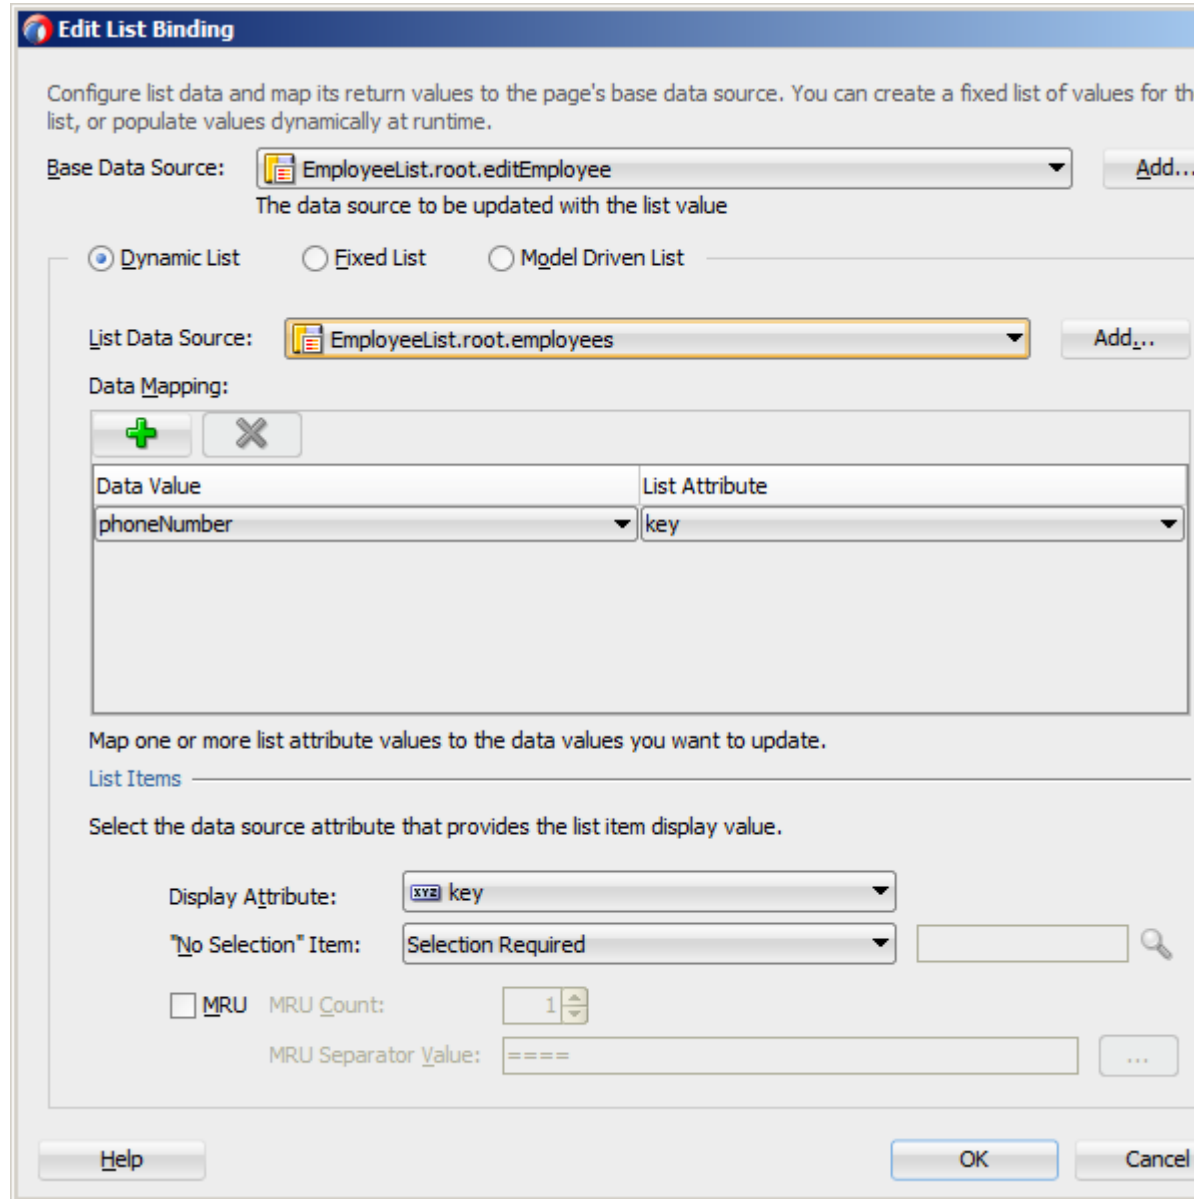 Edit List Binding
Configure list data and map its return values to the page's base data source. You can create a fixed list of values for th
list, or populate values dynamically at runtime.
Base Data Source: EmployeeList.root.editEmployee Add...
The data source to be updated with the list value
Dynamic List Fixed List Model Driven List
List Data Source: EmployeeList.root.employees Add...
Data Mapping:
Data Value List Attribute
phoneNumber key
Map one or more list attribute values to the data values you want to update.
List Items
Select the data source attribute that provides the list item display value.
Display Attribute: xyz key
"No Selection" Item: Selection Required
MRU MRU Count: 1
MRU Separator Value: ==== ...
Help OK Cancel